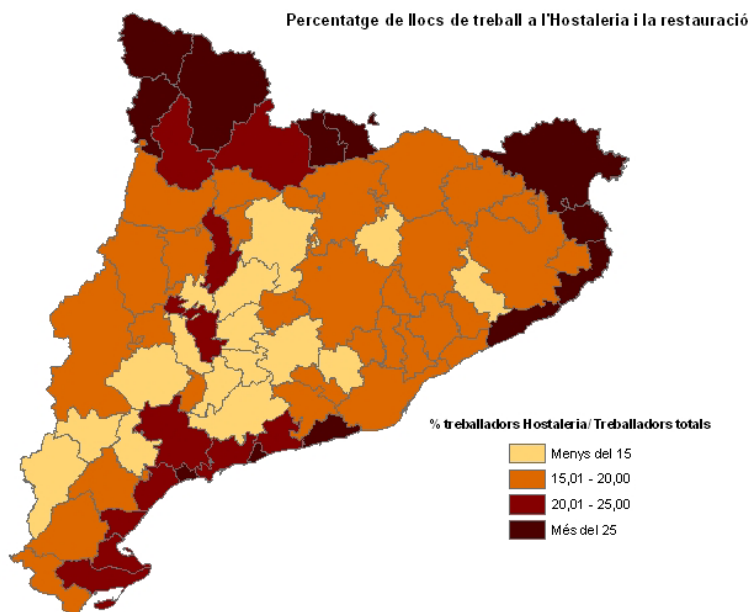 Percentatge de llocs de treball a l'Hostaleria i la restauració
% treballadors Hostaleria/Treballadors totals
Menys del 15
15,01 - 20,00
20,01 - 25,00
Més del 25